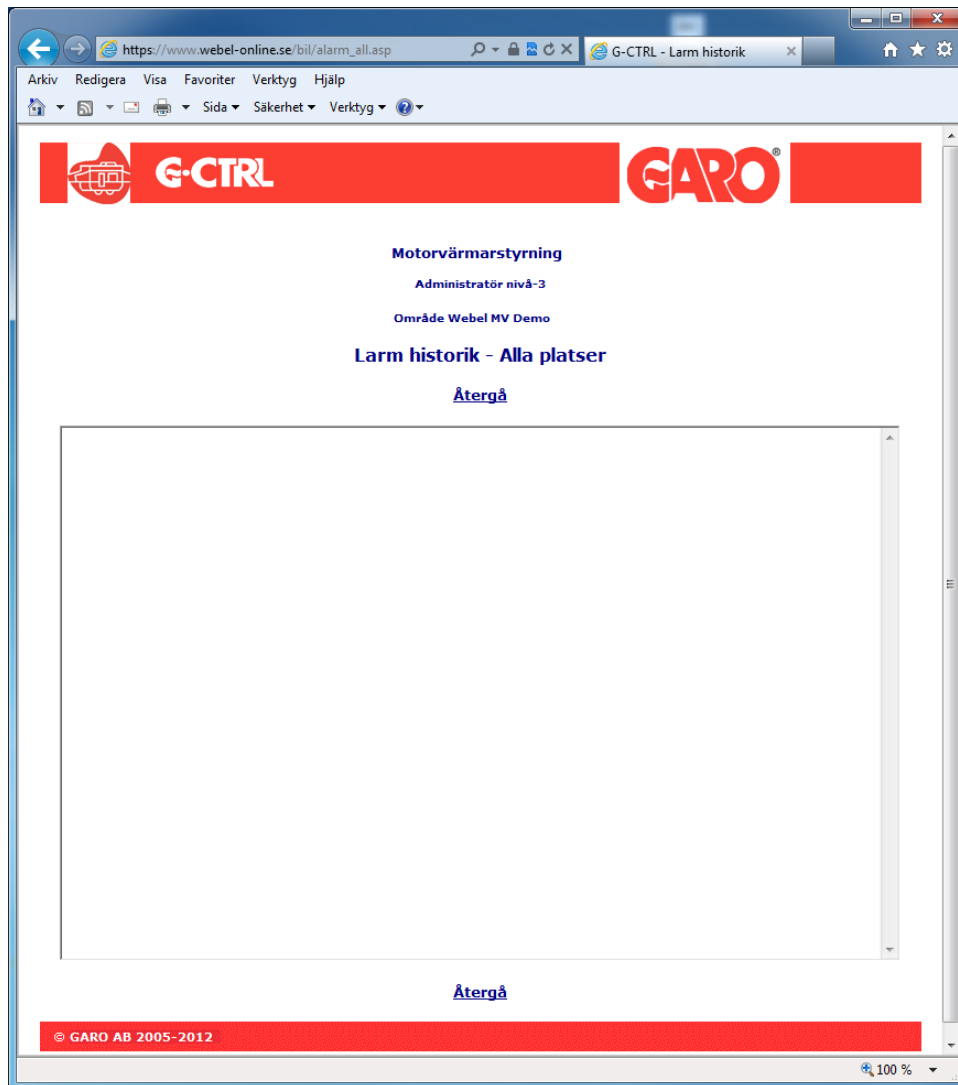 https://www.webel-online.se/bil/alarm_all.asp
G-CTRL - Larm historik
Arkiv Redigera Visa Favoriter Verktyg Hjälp
Sida Säkerhet Verktyg
G-CTRL
GARO®
Motorvärmarstyrning
Administratör nivå-3
Område Webel MV Demo
Larm historik - Alla platser
Återgå
Återgå
© GARO AB 2005-2012
100 %